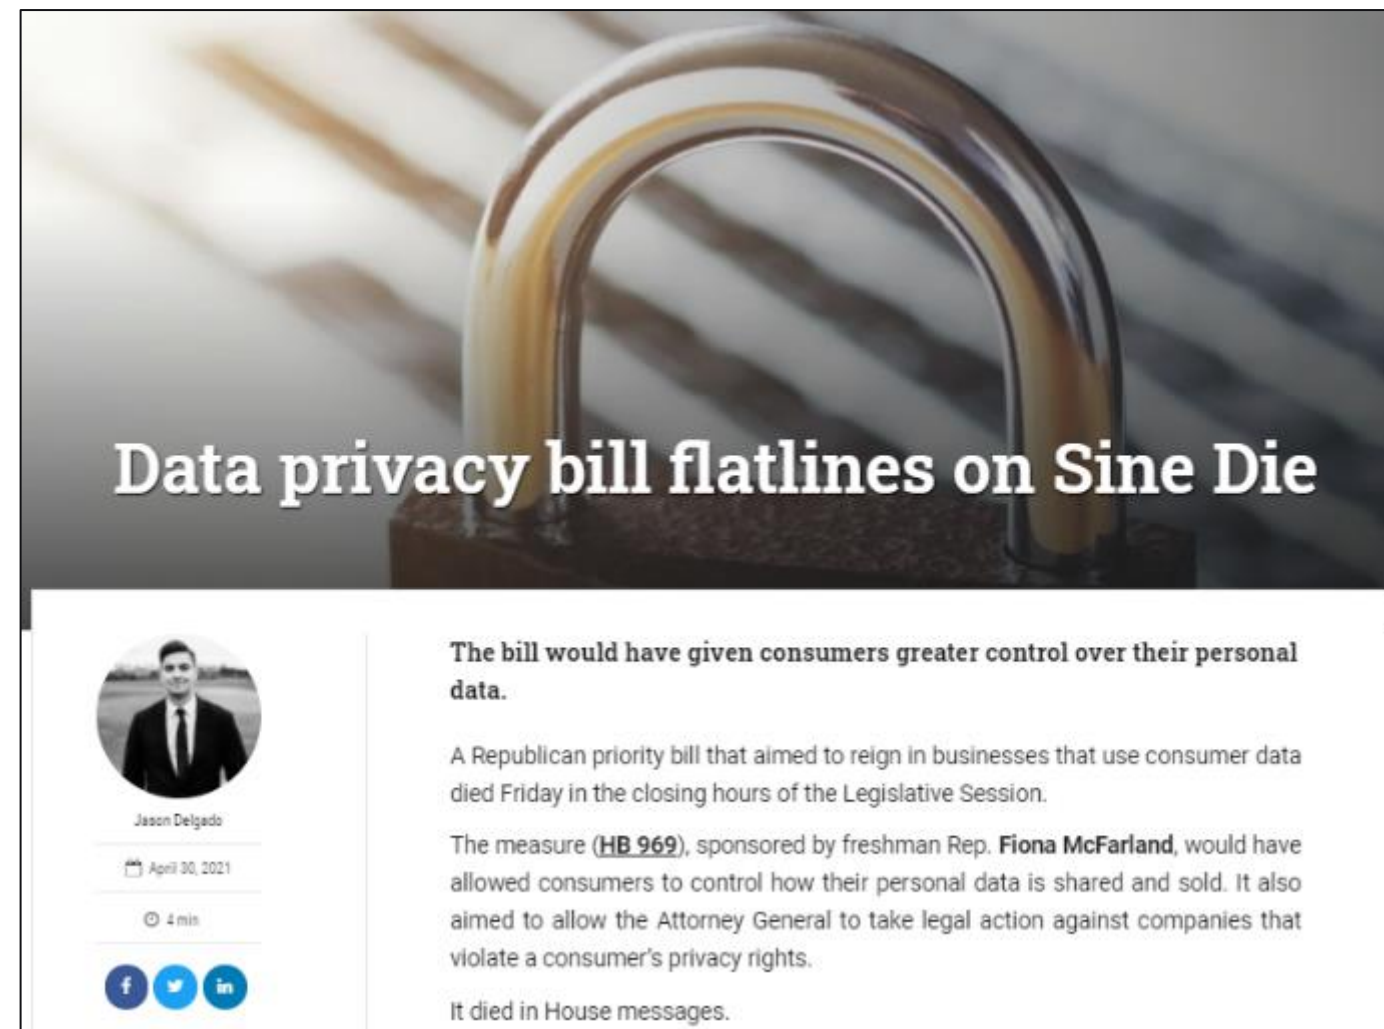 Data privacy bill flatlines on Sine Die
Jason Delgado
April 30, 2021
4 min
f
in
The bill would have given consumers greater control over their personal
data.
A Republican priority bill that aimed to reign in businesses that use consumer data
died Friday in the closing hours of the Legislative Session.
The measure (HB 969), sponsored by freshman Rep. Fiona McFarland, would have
allowed consumers to control how their personal data is shared and sold. It also
aimed to allow the Attorney General to take legal action against companies that
violate a consumer's privacy rights.
It died in House messages.